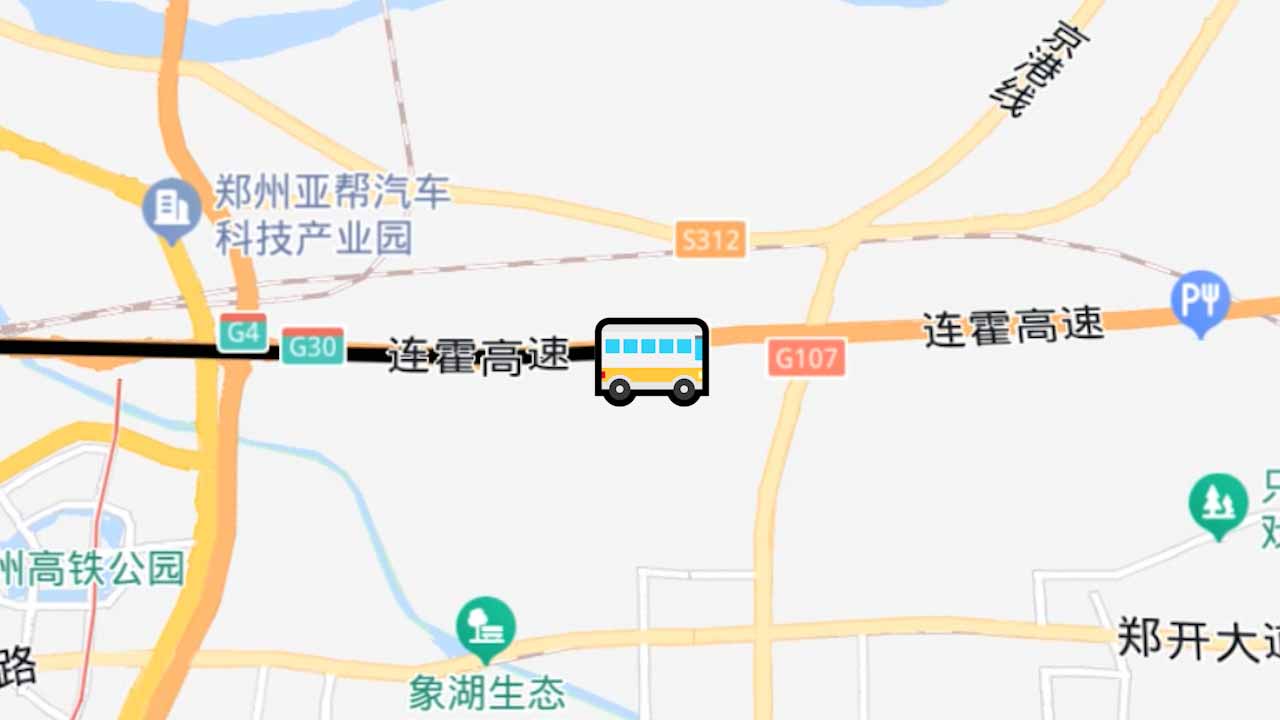 京港线
郑州亚帮汽车
科技产业园
S312
G4
G30
连霍高速
连霍高速
G107
州高铁公园
郑开大道
路
象湖生态